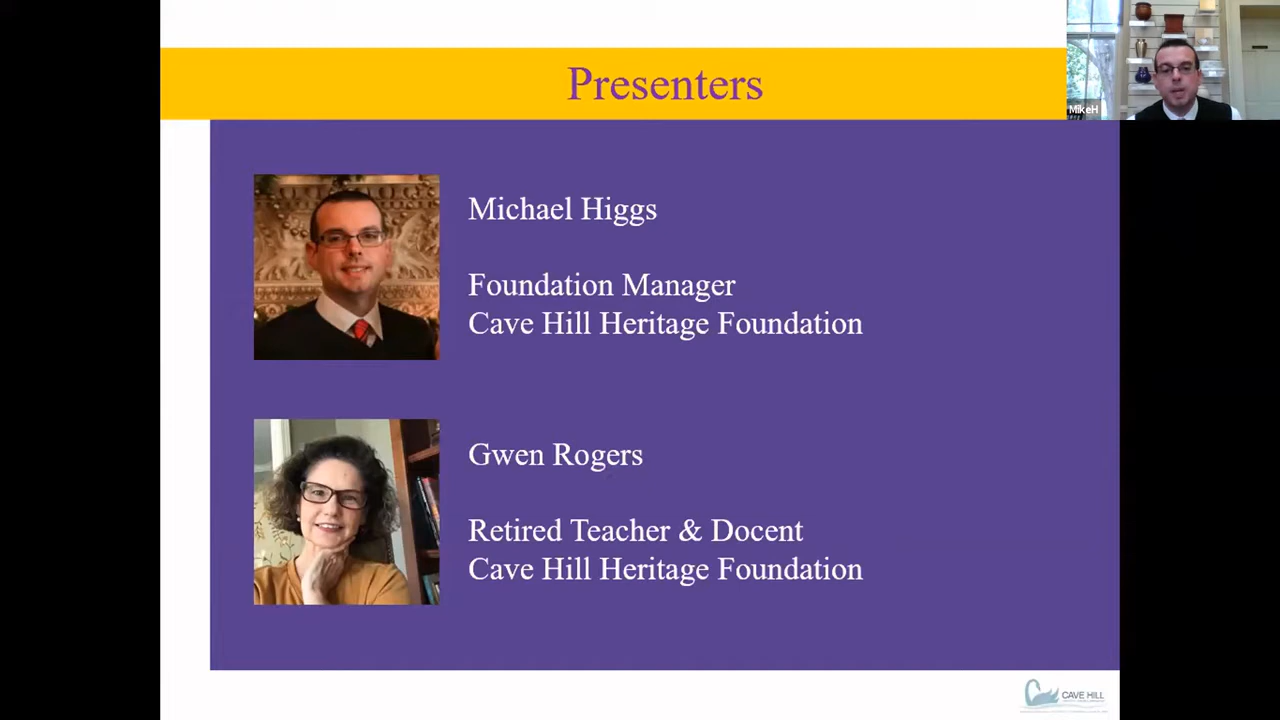 Presenters
MikeH
Michael Higgs
Foundation Manager
Cave Hill Heritage Foundation
Gwen Rogers
Retired Teacher & Docent
Cave Hill Heritage Foundation
CAVE HILL